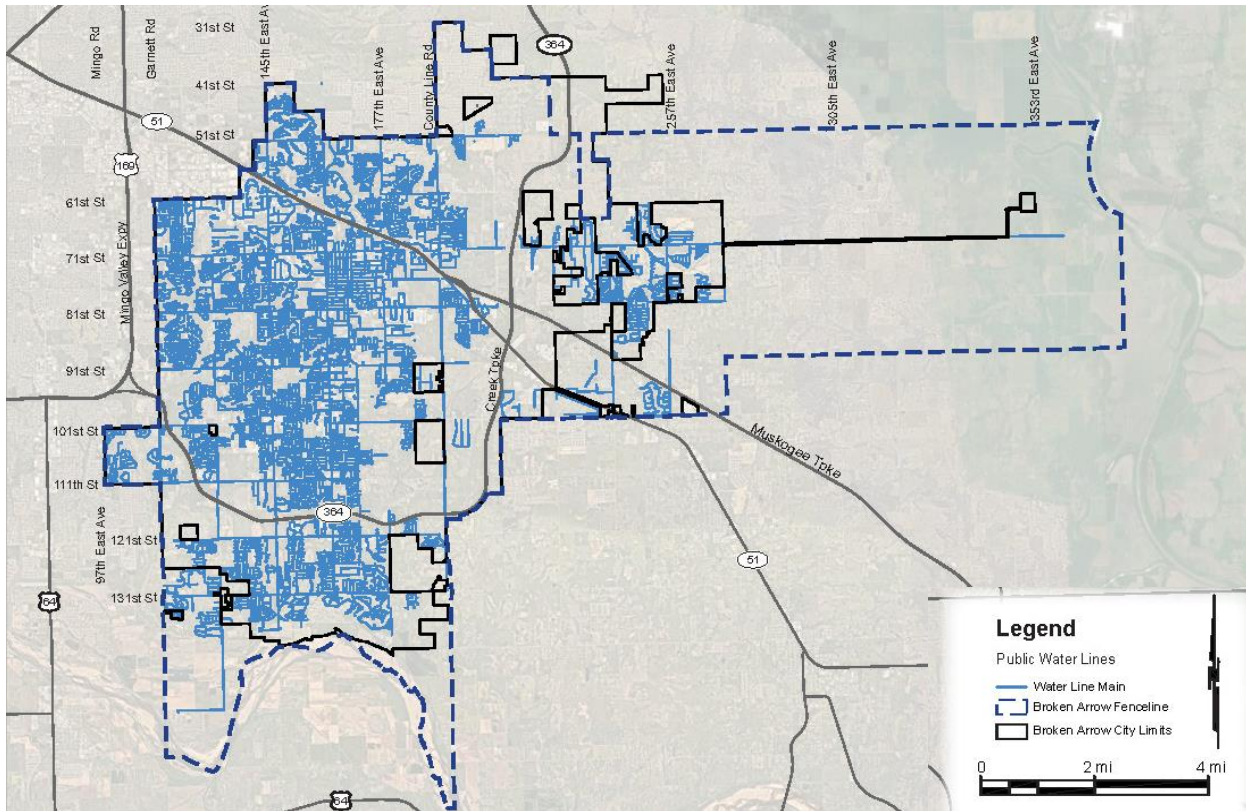 31st St
41st St
51st St
61st St
71st St
81st St
91st St
101st St
111th St
121st St
131st St
Mingo Rd
Garnett Rd
145th East Ave
177th East Ave
County Line Rd
257th East Ave
305th East Ave
353rd East Ave
364
51
169
Mingo Valley Expy
Creek Tpke
Muskogee Tpke
97th East Ave
364
51
64
64
Legend
Public Water Lines
Water Line Main
Broken Arrow Fenceline
Broken Arrow City Limits
0 2 mi 4 mi